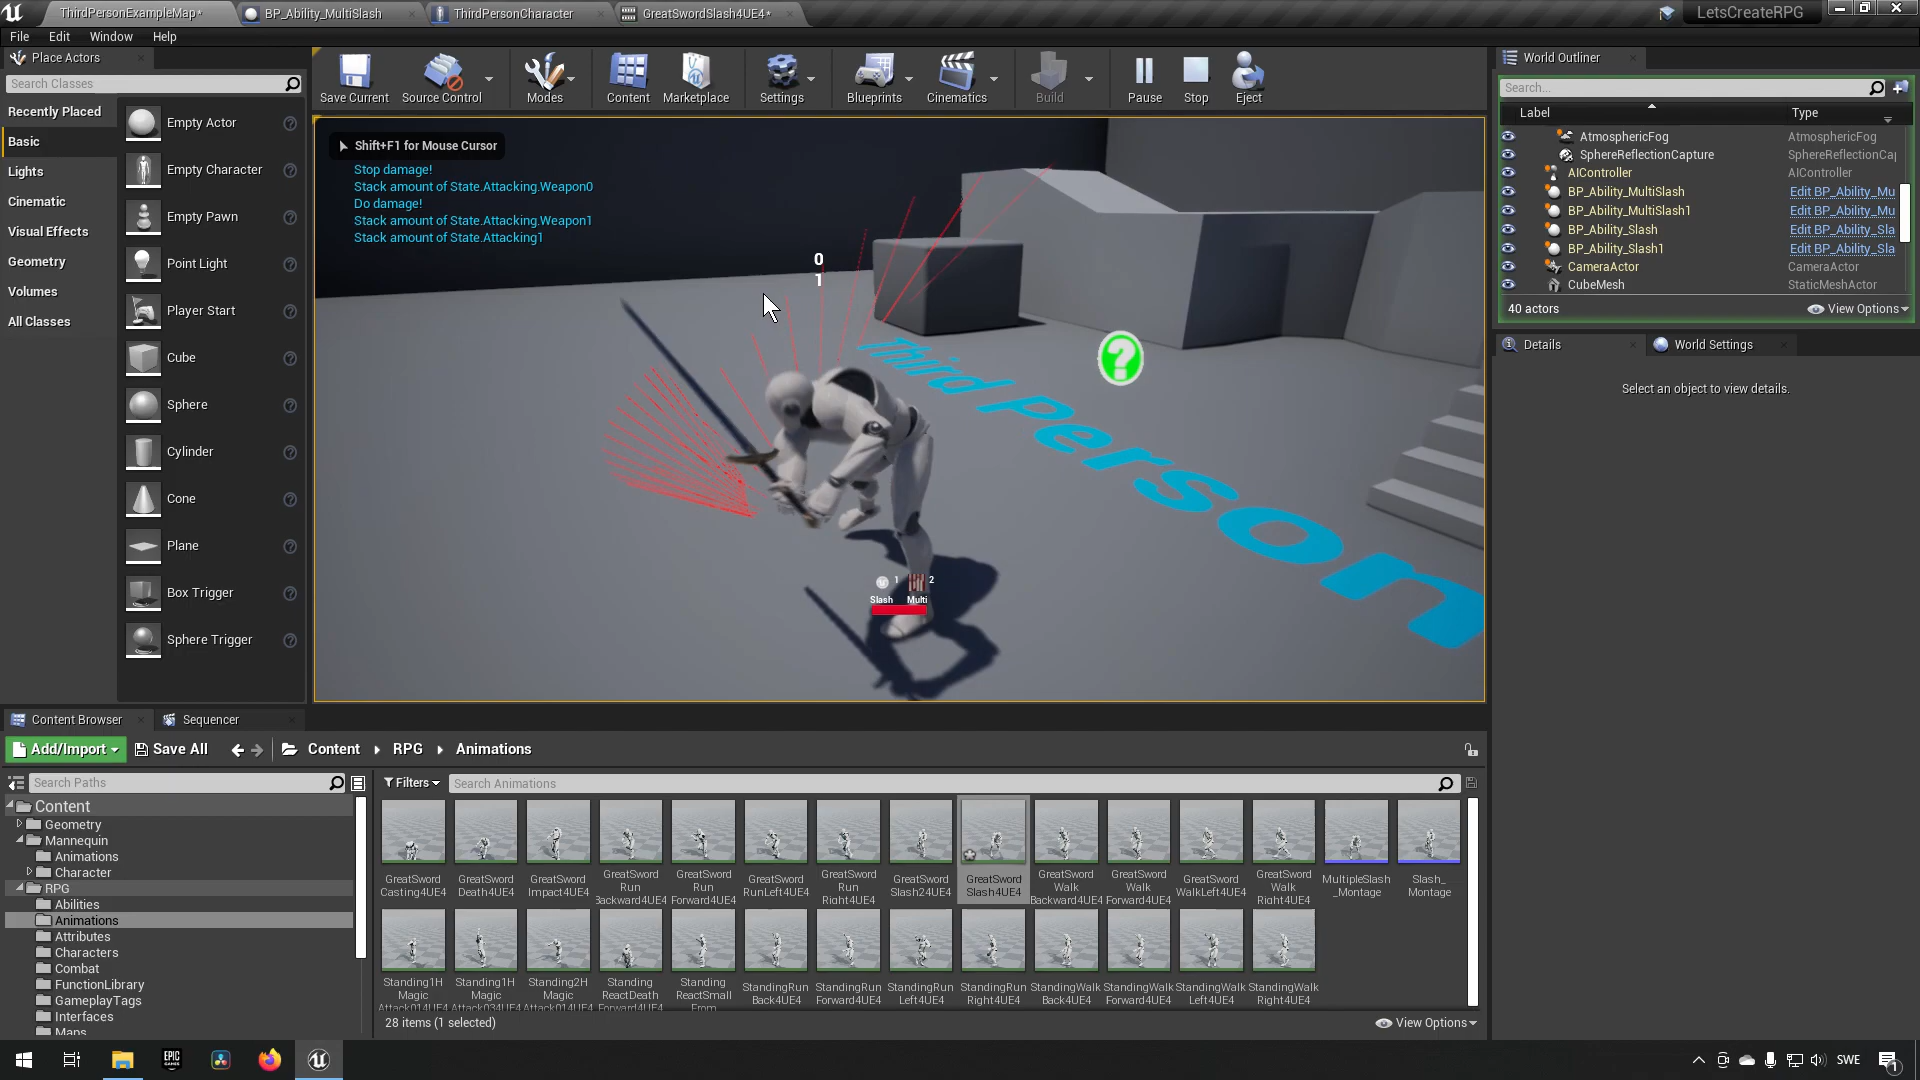 ThirdPersonExampleMap*
BP_Ability_MultiSlash
ThirdPersonCharacter
GreatSwordSlash4UE4*
LetsCreateRPG
File
Edit
Window
Help
Place Actors
Search Classes
Recently Placed
Basic
Lights
Cinematic
Visual Effects
Geometry
Volumes
All Classes
Empty Actor
Empty Character
Empty Pawn
Point Light
Player Start
Cube
Sphere
Cylinder
Cone
Plane
Box Trigger
Sphere Trigger
Save Current
Source Control
Modes
Content
Marketplace
Settings
Blueprints
Cinematics
Build
Pause
Stop
Eject
Shift+F1 for Mouse Cursor
Stop damage!
Stack amount of State.Attacking.Weapon0
Do damage!
Stack amount of State.Attacking.Weapon1
Stack amount of State.Attacking1
0
1
Third Person
1
2
Slash
Multi
World Outliner
Search...
Label
Type
AtmosphericFog
AtmosphericFog
SphereReflectionCapture
SphereReflectionCap
AIController
AIController
BP_Ability_MultiSlash
Edit BP_Ability_Mu
BP_Ability_MultiSlash1
Edit BP_Ability_Mu
BP_Ability_Slash
Edit BP_Ability_Sla
BP_Ability_Slash1
Edit BP_Ability_Sla
CameraActor
CameraActor
CubeMesh
StaticMeshActor
40 actors
View Options
Details
World Settings
Select an object to view details.
Content Browser
Sequencer
Add/Import
Save All
Content
RPG
Animations
Search Paths
Filters
Search Animations
Content
Geometry
Mannequin
Animations
Character
RPG
Abilities
Animations
Attributes
Characters
Combat
FunctionLibrary
GameplayTags
Interfaces
Maps
GreatSword
Casting4UE4
GreatSword
Death4UE4
GreatSword
Impact4UE4
GreatSword
Run
Backward4UE4
GreatSword
Run
Forward4UE4
GreatSword
RunLeft4UE4
GreatSword
Run
Right4UE4
GreatSword
Slash24UE4
GreatSword
Slash4UE4
GreatSword
Walk
Backward4UE4
GreatSword
Walk
Forward4UE4
GreatSword
WalkLeft4UE4
GreatSword
Walk
Right4UE4
MultipleSlash
_Montage
Slash_
Montage
Standing1H
Magic
Attack014UE4
Standing1H
Magic
Attack034UE4
Standing2H
Magic
Attack014UE4
Standing
ReactDeath
Forward4UE4
Standing
ReactSmall
From
StandingRun
Back4UE4
StandingRun
Forward4UE4
StandingRun
Left4UE4
StandingRun
Right4UE4
StandingWalk
Back4UE4
StandingWalk
Forward4UE4
StandingWalk
Left4UE4
StandingWalk
Right4UE4
28 items (1 selected)
View Options
EPIC
GAMES
SWE
1